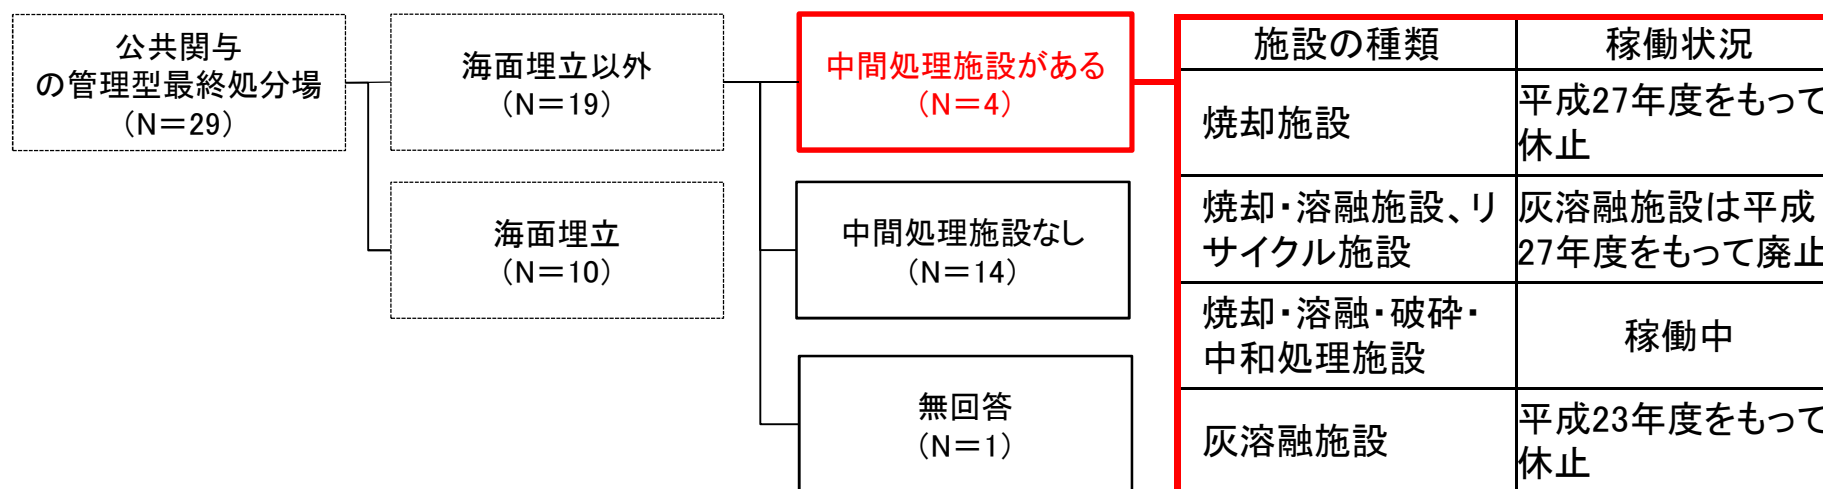 公共関与
の管理型最終処分場
（N＝29）
海面埋立以外
（N＝19）
海面埋立
（N＝10）
中間処理施設がある
（N＝4）
中間処理施設なし
（N＝14）
無回答
（N＝1）
施設の種類
稼働状況
焼却施設
平成27年度をもって
休止
焼却・溶融施設、リ
サイクル施設
灰溶融施設は平成
27年度をもって廃止
焼却・溶融・破砕・
中和処理施設
稼働中
灰溶融施設
平成23年度をもって
休止